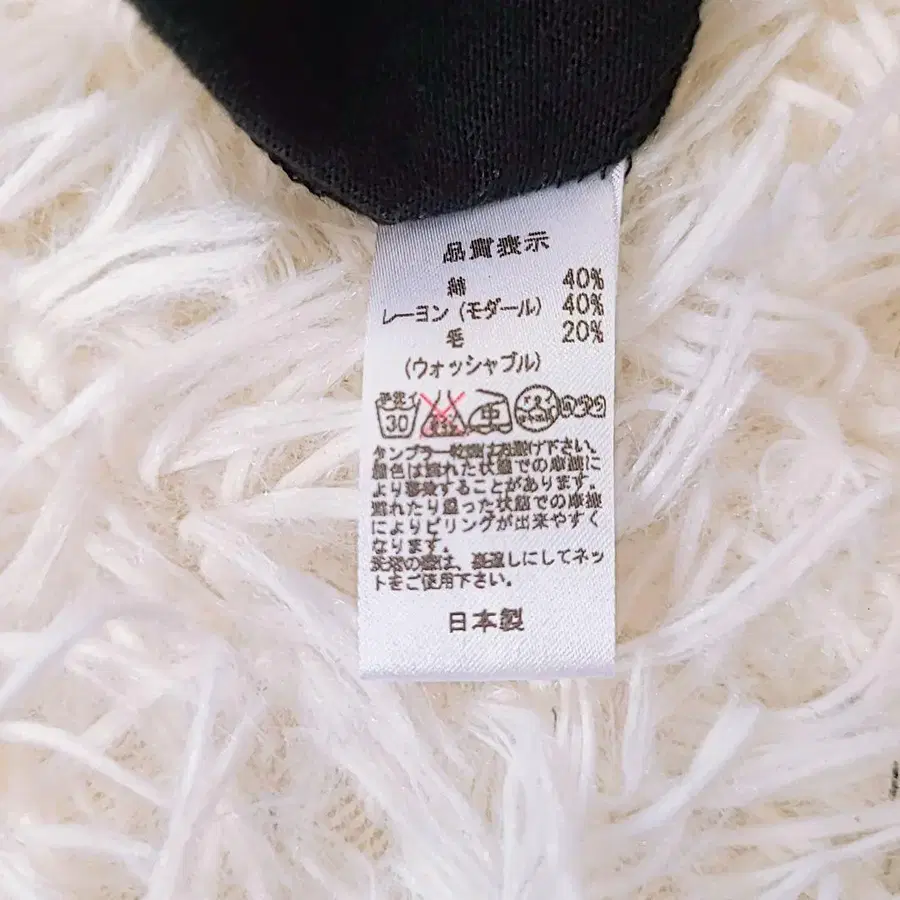 品質表示
綿 40%
レーヨン(モダール) 40%
毛 20%
(ウォッシャブル)
手洗イ
30
タンブラー乾燥はお避け下さい。
濃色は濡れた状態での摩擦に
より移染することがあります。
濡れたり湿った状態での摩擦
によりピリングが出来やすく
なります。
洗濯の際は、裏返しにしてネッ
トをご使用下さい。
日本製